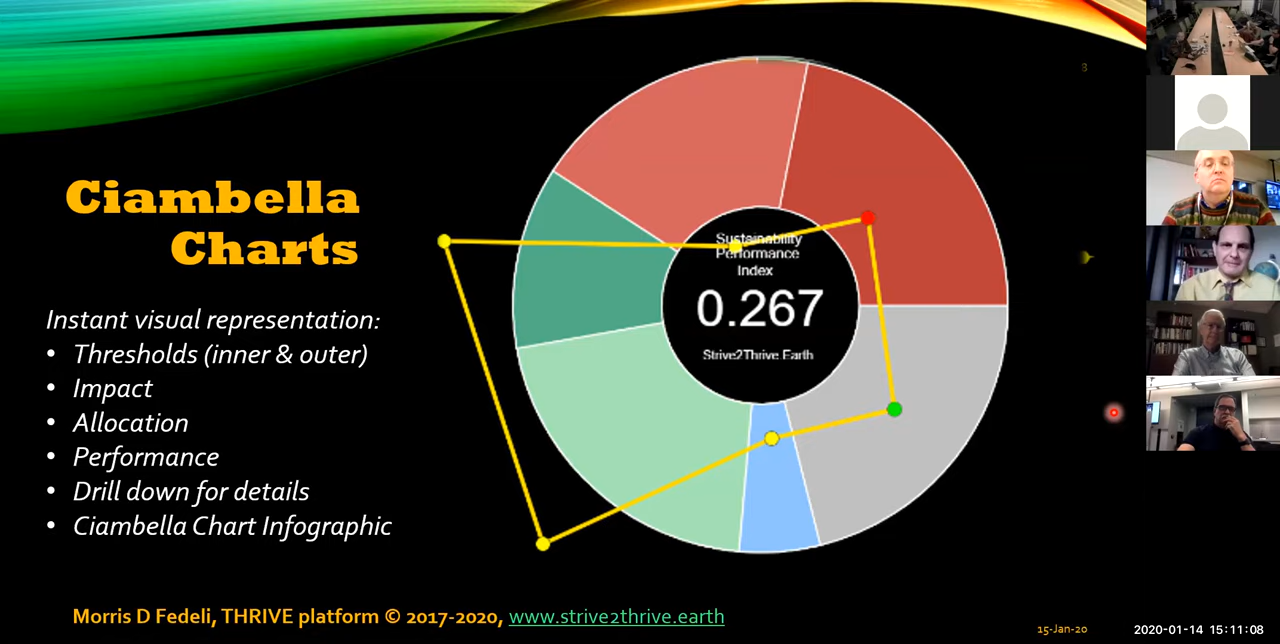 8
Ciambella
Charts
Instant visual representation:
• Thresholds (inner & outer)
• Impact
• Allocation
• Performance
• Drill down for details
• Ciambella Chart Infographic
Sustainability
Performance
Index
0.267
Strive2Thrive.Earth
Morris D Fedeli, THRIVE platform © 2017-2020, www.strive2thrive.earth
15-Jan-20
2020-01-14 15:11:08